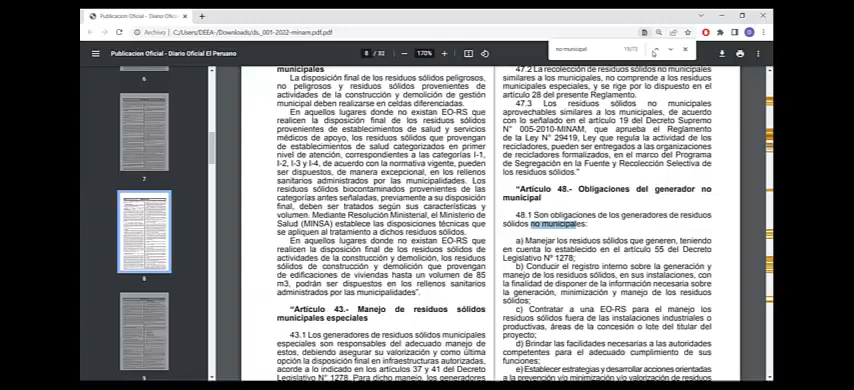 Publicacion Oficial - Diario Ofic
Archivo
C:/Users/DEEA-/Downloads/ds._001-2022-minam.pdf.pdf
Publicacion Oficial - Diario Oficial El Peruano
8 / 32
170%
no municipal
6
7
8
municipales
La disposición final de los residuos sólidos peligrosos,
no peligrosos y residuos sólidos provenientes de
actividades de la construcción y demolición de gestión
municipal deben realizarse en celdas diferenciadas.
En aquellos lugares donde no existan EO-RS que
realicen la disposición final de los residuos sólidos
provenientes de establecimientos de salud y servicios
médicos de apoyo, los residuos sólidos que provengan
de establecimientos de salud categorizados en primer
nivel de atención, correspondientes a las categorías I-1,
I-2, I-3 y I-4, de acuerdo con la normativa vigente, pueden
ser dispuestos, de manera excepcional, en los rellenos
sanitarios administrados por las municipalidades. Los
residuos sólidos biocontaminados provenientes de las
categorías antes señaladas, previamente a su disposición
final, deben ser tratados según sus características y
volumen. Mediante Resolución Ministerial, el Ministerio de
Salud (MINSA) establece las disposiciones técnicas que
se apliquen al tratamiento a dichos residuos sólidos.
En aquellos lugares donde no existan EO-RS que
realicen la disposición final de los residuos sólidos de
actividades de la construcción y demolición, los residuos
sólidos de construcción y demolición que provengan
de edificaciones de viviendas hasta un volumen de 85
m3, podrán ser dispuestos en los rellenos sanitarios
administrados por las municipalidades".
"Artículo 43.- Manejo de residuos sólidos
municipales especiales
43.1 Los generadores de residuos sólidos municipales
especiales son responsables del adecuado manejo de
estos, debiendo asegurar su valorización y como última
opción la disposición final en infraestructuras autorizadas,
acorde a lo indicado en los artículos 37 y 41 del Decreto
Legislativo N° 1278. Para dicho manejo, los generadores
47.2 La recolección de residuos sólidos no municipales
similares a los municipales, no comprende a los residuos
municipales especiales, y se rige por lo dispuesto en el
artículo 28 del presente Reglamento.
47.3 Los residuos sólidos no municipales
aprovechables similares a los municipales, de acuerdo
con lo señalado en el artículo 19 del Decreto Supremo
N° 005-2010-MINAM, que aprueba el Reglamento
de la Ley N° 29419, Ley que regula la actividad de los
recicladores, pueden ser entregados a las organizaciones
de recicladores formalizados, en el marco del Programa
de Segregación en la Fuente y Recolección Selectiva de
los residuos sólidos."
"Artículo 48.- Obligaciones del generador no
municipal
48.1 Son obligaciones de los generadores de residuos
sólidos no municipales:
a) Manejar los residuos sólidos que generen, teniendo
en cuenta lo establecido en el artículo 55 del Decreto
Legislativo N° 1278;
b) Conducir el registro interno sobre la generación y
manejo de los residuos sólidos, en sus instalaciones, con
la finalidad de disponer de la información necesaria sobre
la generación, minimización y manejo de los residuos
sólidos;
c) Contratar a una EO-RS para el manejo los
residuos sólidos fuera de las instalaciones industriales o
productivas, áreas de la concesión o lote del titular del
proyecto;
d) Brindar las facilidades necesarias a las autoridades
competentes para el adecuado cumplimiento de sus
funciones;
e) Establecer estrategias y desarrollar acciones orientadas
a la prevención y/o minimización y/o valorización de residuos